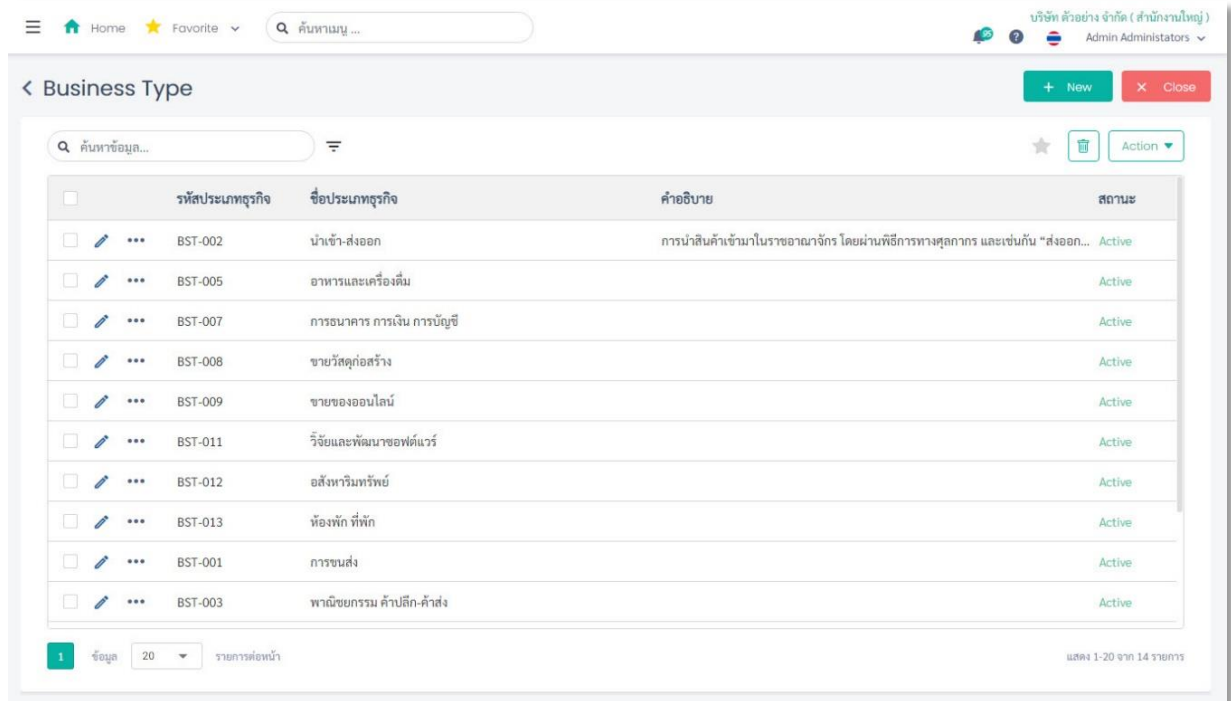 บริษัท ตัวอย่าง จำกัด ( สำนักงานใหญ่ )
Home Favorite ค้นหาเมนู ... 95 ? Admin Administators
Business Type + New × Close
ค้นหาข้อมูล... Action
รหัสประเภทธุรกิจ ชื่อประเภทธุรกิจ คำอธิบาย สถานะ
BST-002 นำเข้า-ส่งออก การนำสินค้าเข้ามาในราชอาณาจักร โดยผ่านพิธีการทางศุลกากร และเช่นกัน “ส่งออก... Active
BST-005 อาหารและเครื่องดื่ม Active
BST-007 การธนาคาร การเงิน การบัญชี Active
BST-008 ขายวัสดุก่อสร้าง Active
BST-009 ขายของออนไลน์ Active
BST-011 วิ้จัยและพัฒนาซอฟต์แวร์ Active
BST-012 อสังหาริมทรัพย์ Active
BST-013 ห้องพัก ที่พัก Active
BST-001 การขนส่ง Active
BST-003 พาณิชยกรรม ค้าปลีก-ค้าส่ง Active
1 ข้อมูล 20 รายการต่อหน้า แสดง 1-20 จาก 14 รายการ